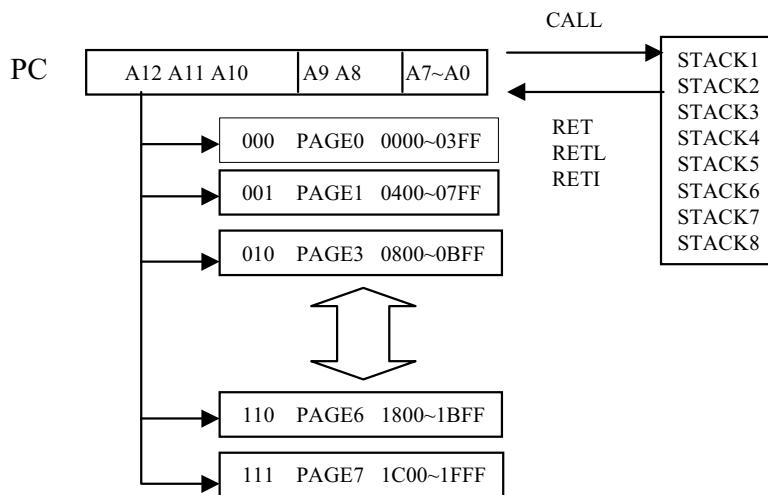 CALL
PC
A12 A11 A10 A9 A8 A7~A0
STACK1
STACK2
STACK3
STACK4
STACK5
STACK6
STACK7
STACK8
RET
RETL
RETI
000 PAGE0 0000~03FF
001 PAGE1 0400~07FF
010 PAGE3 0800~0BFF
110 PAGE6 1800~1BFF
111 PAGE7 1C00~1FFF